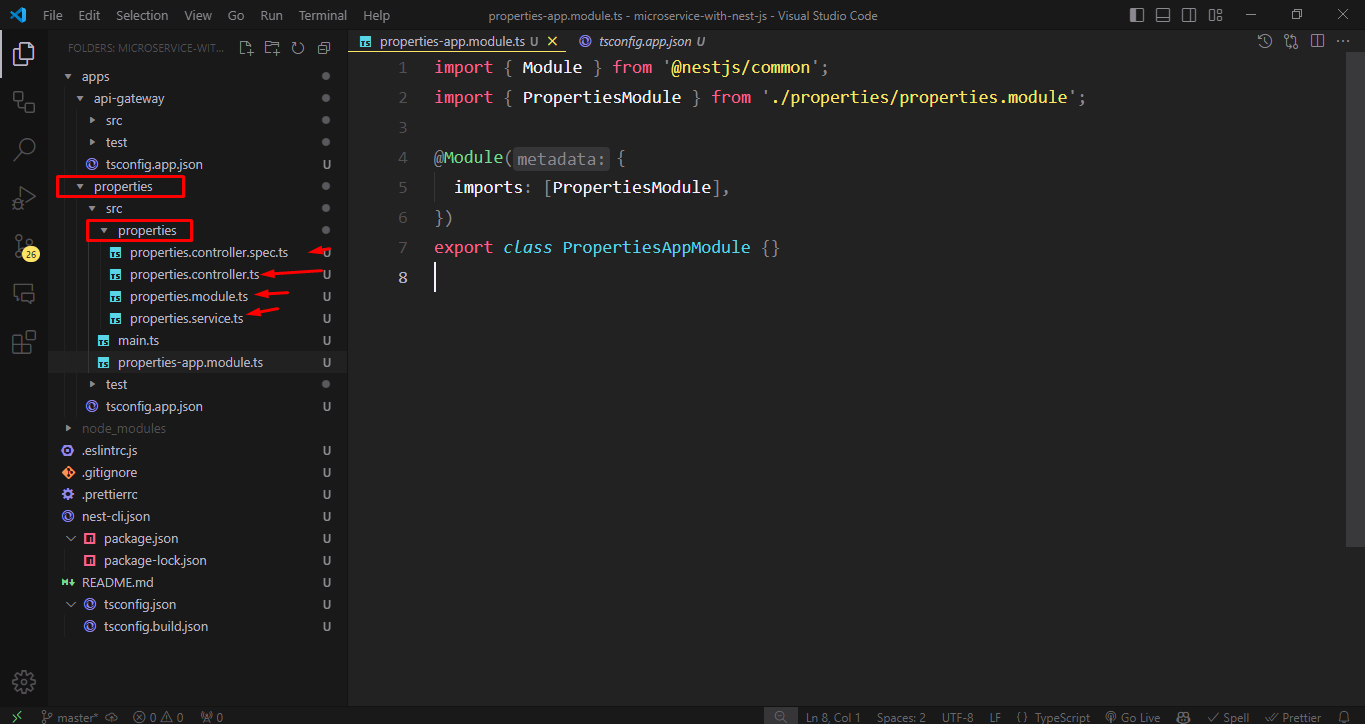 File Edit Selection View Go Run Terminal Help properties-app.module.ts - microservice-with-nest-js - Visual Studio Code
FOLDERS: MICROSERVICE-WIT...
apps
api-gateway
src
test
tsconfig.app.json U
properties
src
properties
properties.controller.spec.ts U
properties.controller.ts U
properties.module.ts U
properties.service.ts U
main.ts U
properties-app.module.ts U
test
tsconfig.app.json U
node_modules
.eslintrc.js U
.gitignore U
.prettierrc U
nest-cli.json U
package.json U
package-lock.json U
README.md U
tsconfig.json U
tsconfig.build.json U
26
properties-app.module.ts U tsconfig.app.json U
1 import { Module } from '@nestjs/common';
2 import { PropertiesModule } from './properties/properties.module';
3
4 @Module(metadata: {
5 imports: [PropertiesModule],
6 })
7 export class PropertiesAppModule {}
8
master* 0 0 0 Ln 8, Col 1 Spaces: 2 UTF-8 LF {} TypeScript Go Live Spell Prettier